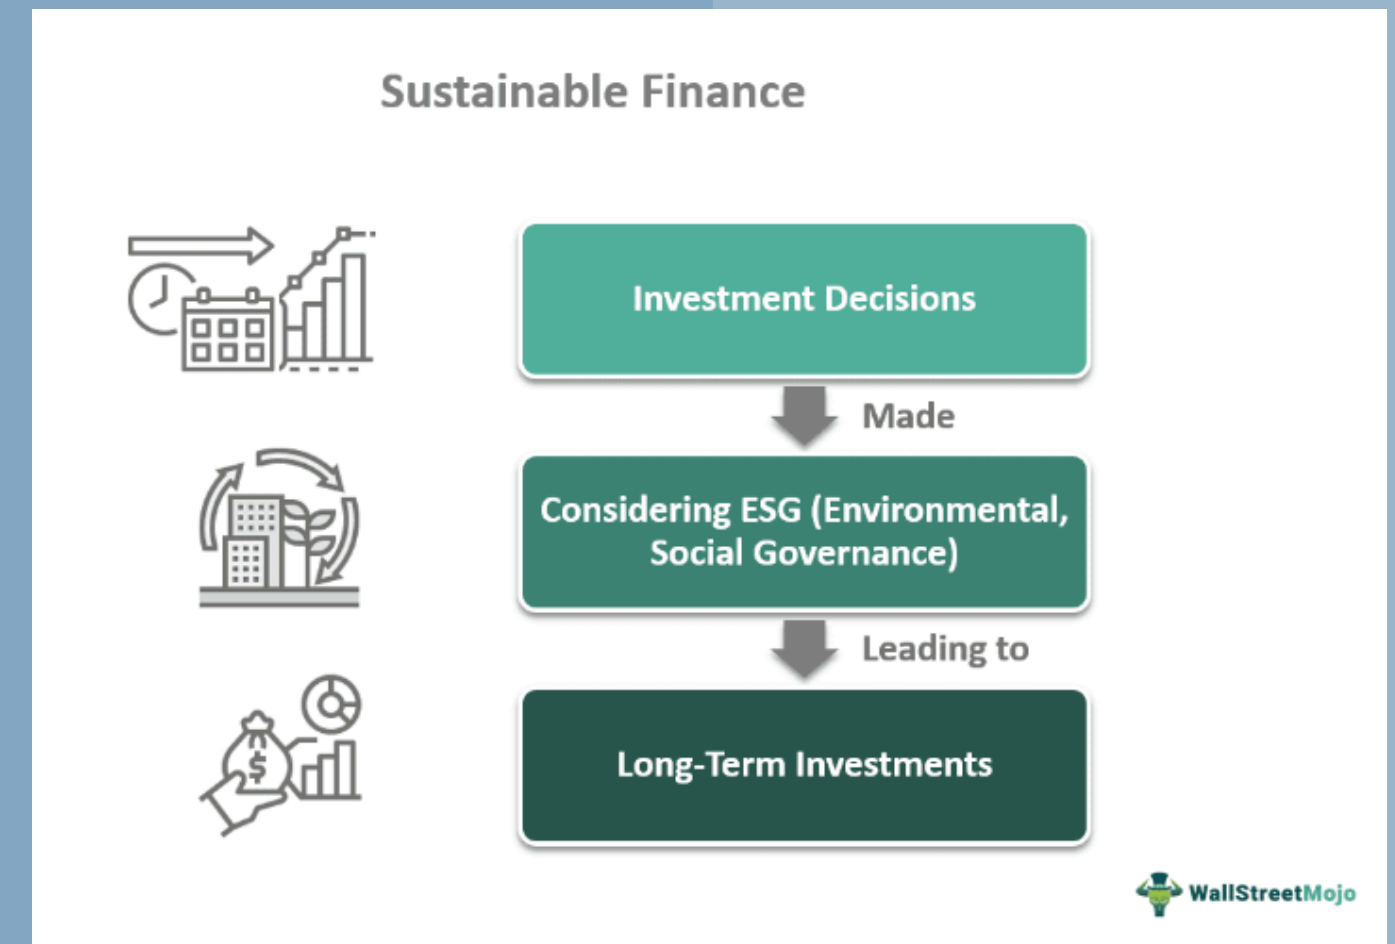 Sustainable Finance
Investment Decisions
Made
Considering ESG (Environmental,
Social Governance)
Leading to
Long-Term Investments
$
WallStreetMojo